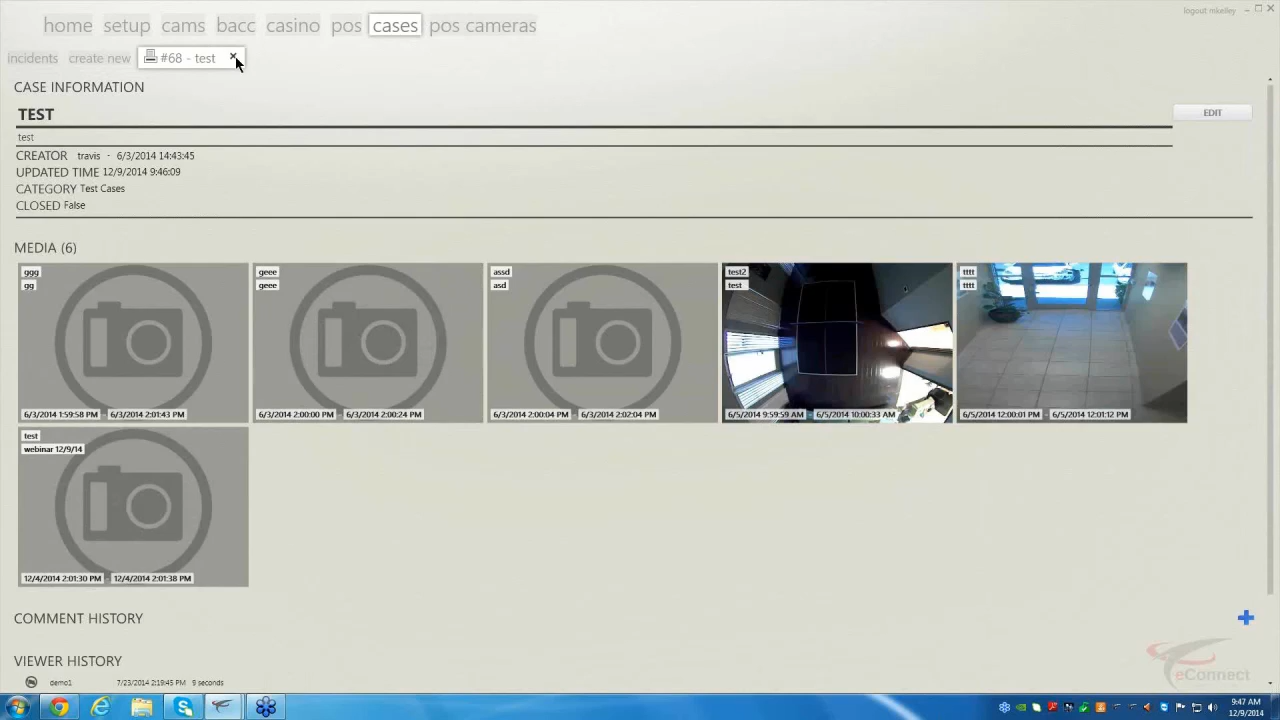 home setup cams bacc casino pos cases pos cameras
logout mkelley
incidents create new #68 - test
CASE INFORMATION
TEST
EDIT
test
CREATOR travis - 6/3/2014 14:43:45
UPDATED TIME 12/9/2014 9:46:09
CATEGORY Test Cases
CLOSED False
MEDIA (6)
ggg
gg
6/3/2014 1:59:58 PM - 6/3/2014 2:01:43 PM
geee
geee
6/3/2014 2:00:00 PM - 6/3/2014 2:00:24 PM
assd
asd
6/3/2014 2:00:04 PM - 6/3/2014 2:02:04 PM
test2
test
6/5/2014 9:59:59 AM - 6/5/2014 10:00:33 AM
tttt
tttt
6/5/2014 12:00:01 PM - 6/5/2014 12:01:12 PM
test
webinar 12/9/14
12/4/2014 2:01:30 PM - 12/4/2014 2:01:38 PM
COMMENT HISTORY
VIEWER HISTORY
demo1 7/23/2014 2:19:45 PM 9 seconds
eConnect
9:47 AM
12/9/2014